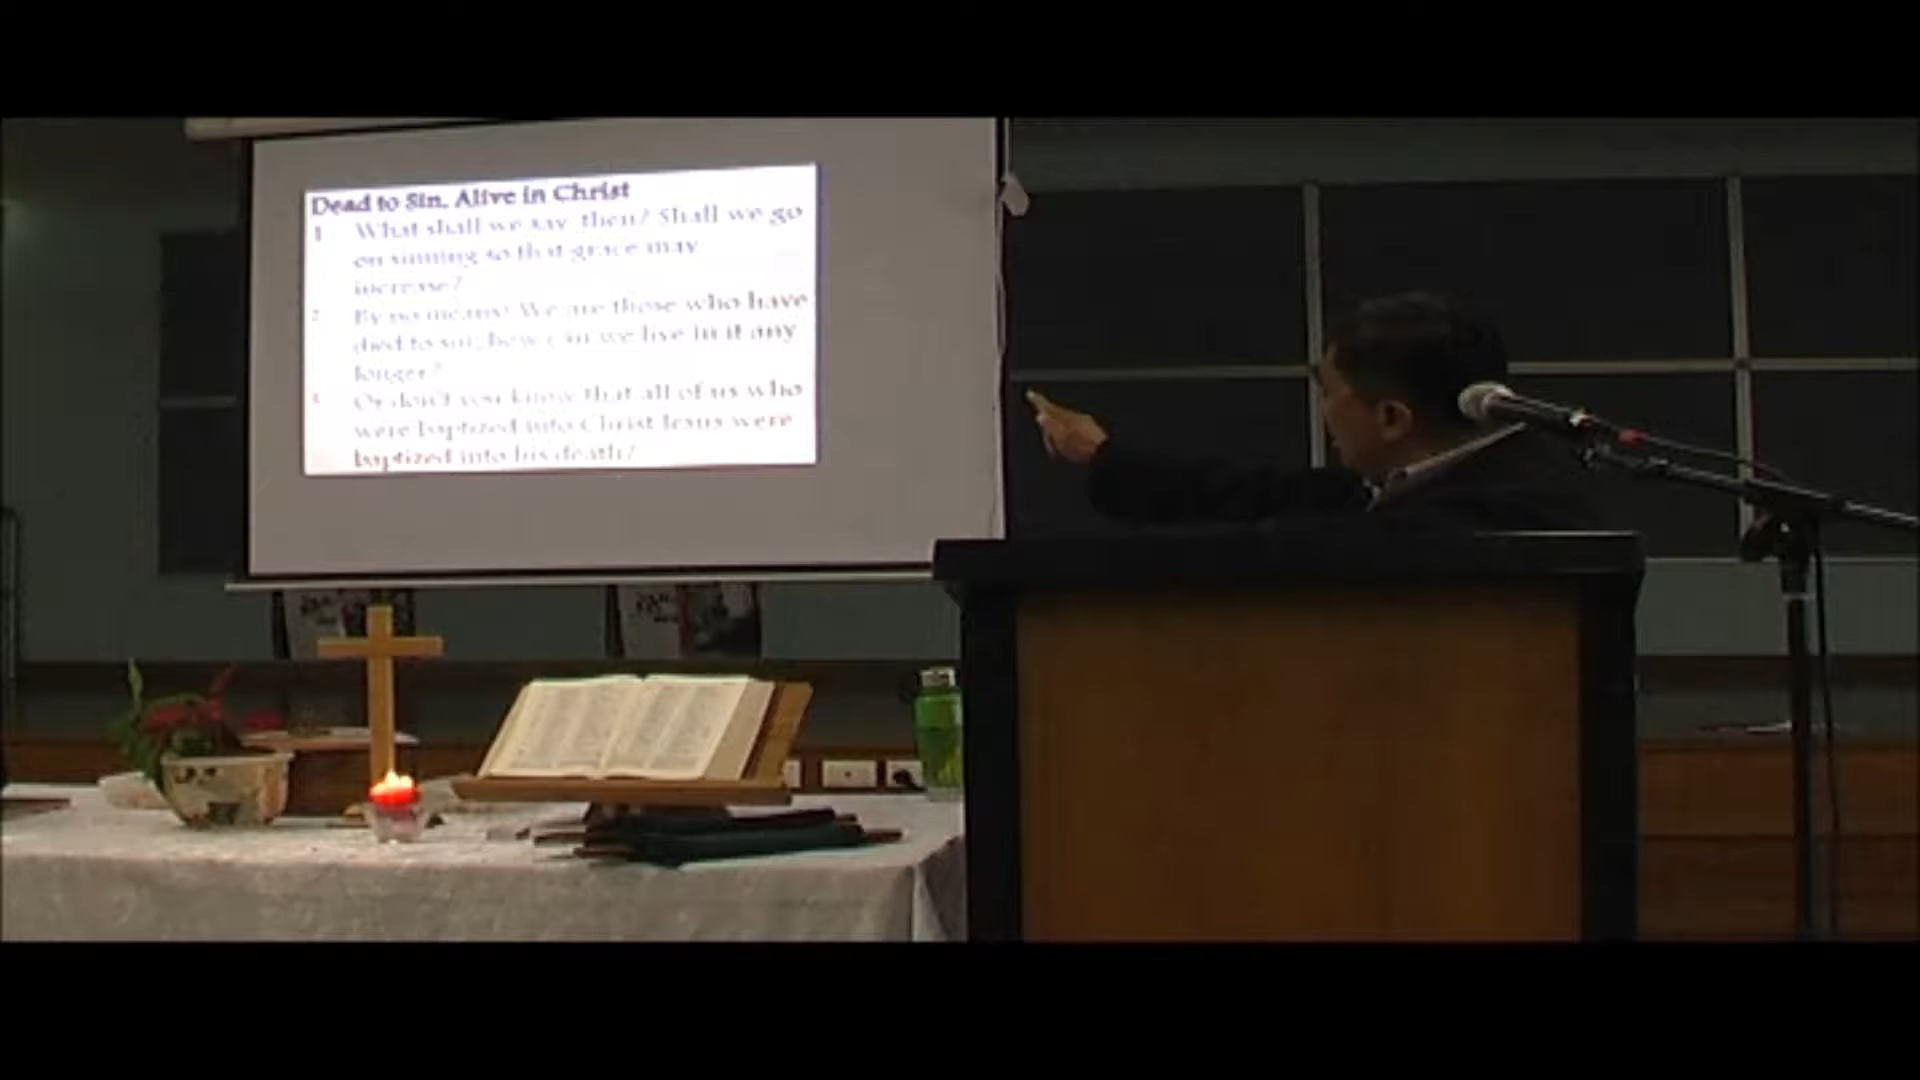 Dead to Sin, Alive in Christ
1 What shall we say, then? Shall we go
on sinning so that grace may
increase?
2 By no means! We are those who have
died to sin; how can we live in it any
longer?
3 Or don't you know that all of us who
were baptized into Christ Jesus were
baptized into his death?